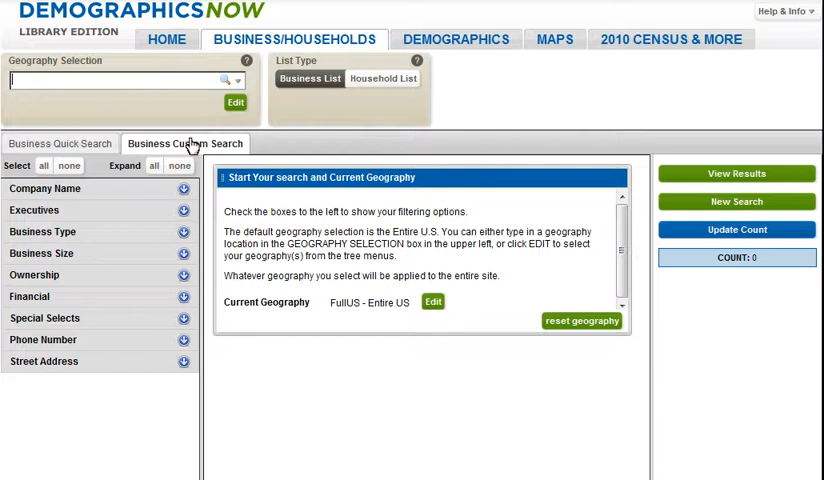 DEMOGRAPHICSNOW
LIBRARY EDITION
Help & Info
HOME
BUSINESS/HOUSEHOLDS
DEMOGRAPHICS
MAPS
2010 CENSUS & MORE
Geography Selection
?
Edit
List Type
?
Business List
Household List
Business Quick Search
Business Custom Search
Select all none Expand all none
Company Name
Executives
Business Type
Business Size
Ownership
Financial
Special Selects
Phone Number
Street Address
Start Your search and Current Geography
Check the boxes to the left to show your filtering options.
The default geography selection is the Entire U.S. You can either type in a geography
location in the GEOGRAPHY SELECTION box in the upper left, or click EDIT to select
your geography(s) from the tree menus.
Whatever geography you select will be applied to the entire site.
Current Geography FullUS - Entire US Edit
reset geography
View Results
New Search
Update Count
COUNT: 0